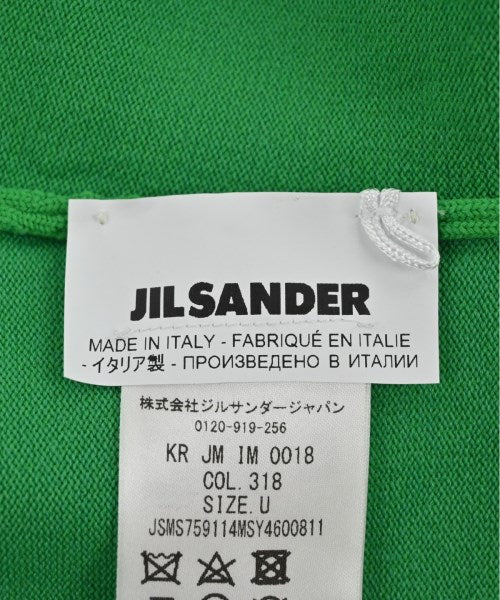 JIL SANDER
MADE IN ITALY - FABRIQUÉ EN ITALIE
- イタリア製 - ПРОИЗВЕДЕНО В ИТАЛИИ
株式会社ジルサンダージャパン
0120-919-256
KR JM IM 0018
COL. 318
SIZE. U
JSMS759114MSY4600811